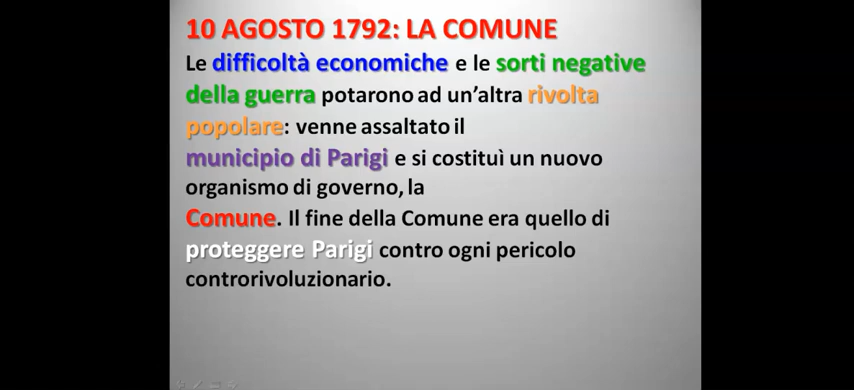 10 AGOSTO 1792: LA COMUNE
Le difficoltà economiche e le sorti negative
della guerra potarono ad un’altra rivolta
popolare: venne assaltato il
municipio di Parigi e si costituì un nuovo
organismo di governo, la
Comune. Il fine della Comune era quello di
proteggere Parigi contro ogni pericolo
controrivoluzionario.